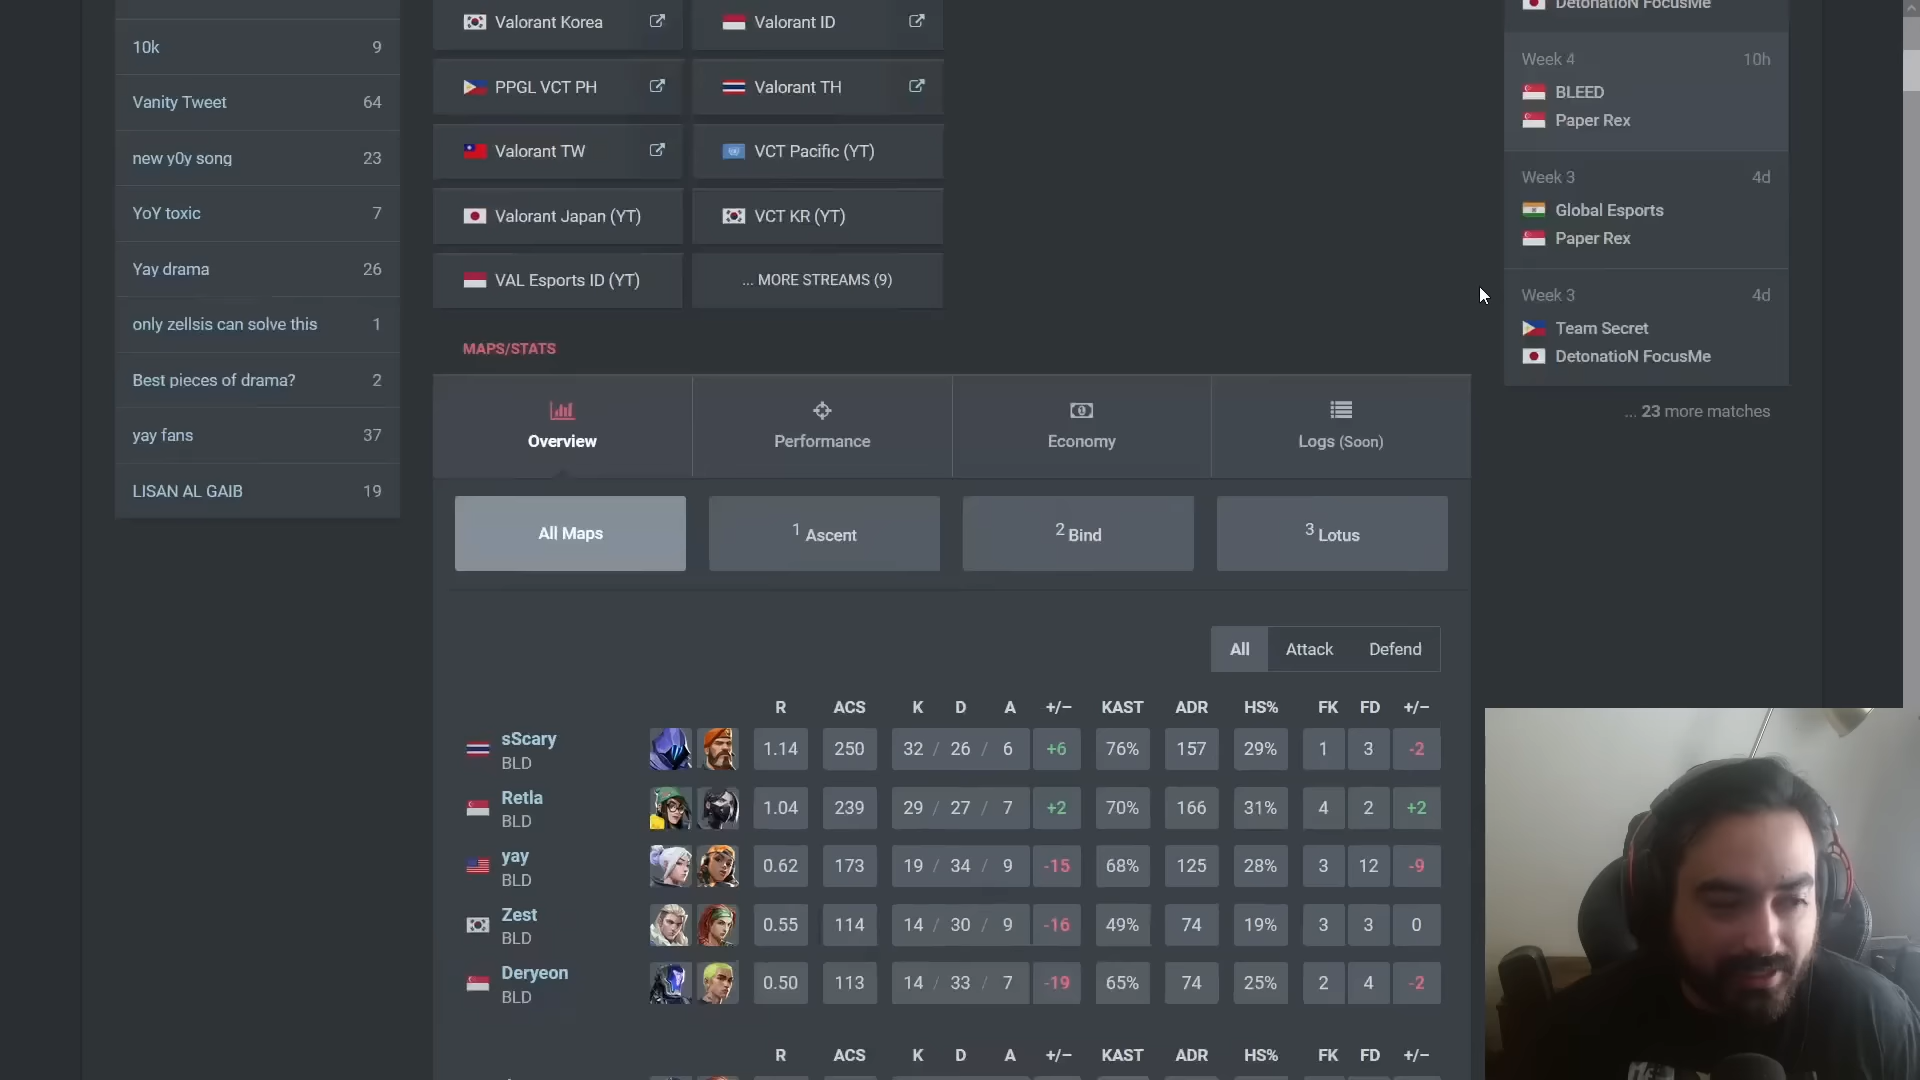 10k 9
Vanity Tweet 64
new y0y song 23
YoY toxic 7
Yay drama 26
only zellsis can solve this 1
Best pieces of drama? 2
yay fans 37
LISAN AL GAIB 19
Valorant Korea Valorant ID
PPGL VCT PH Valorant TH
Valorant TW VCT Pacific (YT)
Valorant Japan (YT) VCT KR (YT)
VAL Esports ID (YT) ... MORE STREAMS (9)
MAPS/STATS
Overview Performance Economy Logs (Soon)
All Maps 1 Ascent 2 Bind 3 Lotus
All Attack Defend
R ACS K D A +/– KAST ADR HS% FK FD +/–
sScary 1.14 250 32 / 26 / 6 +6 76% 157 29% 1 3 -2
BLD
Retla 1.04 239 29 / 27 / 7 +2 70% 166 31% 4 2 +2
BLD
yay 0.62 173 19 / 34 / 9 -15 68% 125 28% 3 12 -9
BLD
Zest 0.55 114 14 / 30 / 9 -16 49% 74 19% 3 3 0
BLD
Deryeon 0.50 113 14 / 33 / 7 -19 65% 74 25% 2 4 -2
BLD
R ACS K D A +/– KAST ADR HS% FK FD +/–
DetonatioN FocusMe
Week 4 10h
BLEED
Paper Rex
Week 3 4d
Global Esports
Paper Rex
Week 3 4d
Team Secret
DetonatioN FocusMe
... 23 more matches